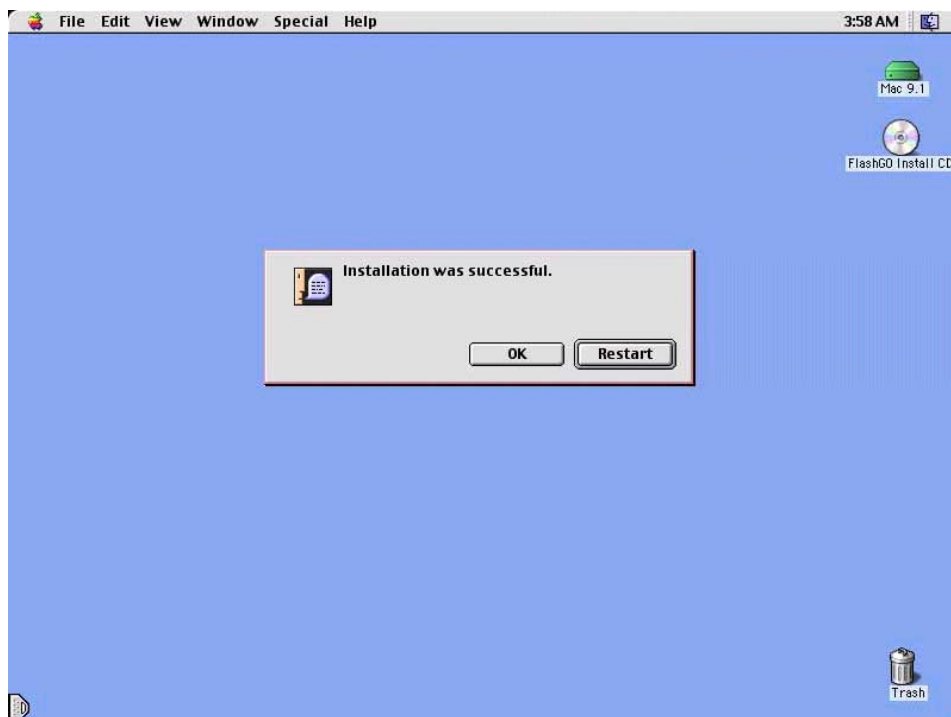 File Edit View Window Special Help 3:58 AM
Mac 9.1
FlashGO Install CD
Installation was successful.
OK Restart
Trash